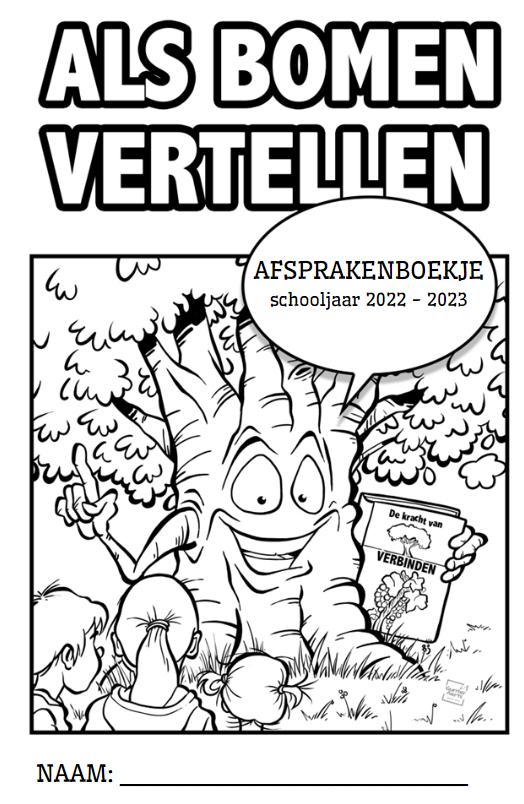 ALS BOMEN
VERTELLEN
AFSPRAKENBOEKJE
schooljaar 2022 - 2023
De kracht van
VERBINDEN
NAAM: